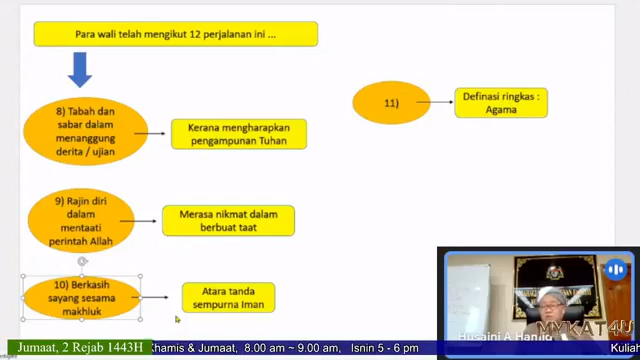 Para wali telah mengikut 12 perjalanan ini ...
8) Tabah dan
sabar dalam
menanggung
derita / ujian
Kerana mengharapkan
pengampunan Tuhan
9) Rajin diri
dalam
mentaati
perintah Allah
Merasa nikmat dalam
berbuat taat
10) Berkasih
sayang sesama
makhluk
Atara tanda
sempurna Iman
11)
Definasi ringkas :
Agama
Husaini A Hanjio
MYKAT4U
Jumaat, 2 Rejab 1443H
Khamis & Jumaat, 8.00 am ~ 9.00 am, Isnin 5 - 6 pm
Kuliah